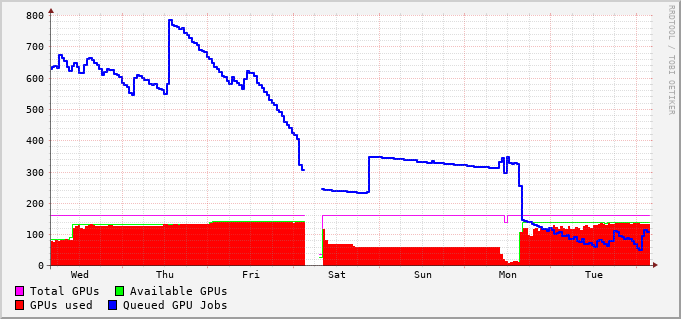 800
700
600
500
400
300
200
100
0
Wed Thu Fri Sat Sun Mon Tue
Total GPUs Available GPUs
GPUs used Queued GPU Jobs
RRDTOOL / TOBI OETIKER